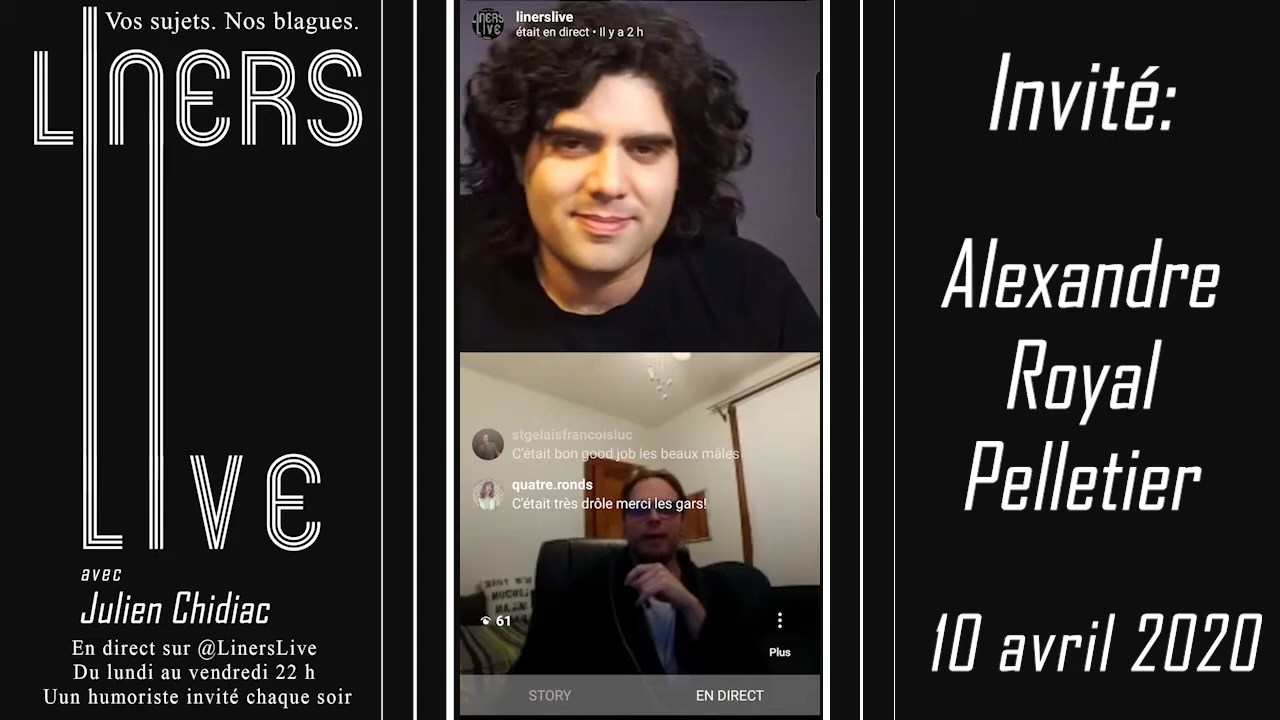 Vos sujets. Nos blagues.
LINERS
LIVE
avec
Julien Chidiac
En direct sur @LinersLive
Du lundi au vendredi 22 h
Uun humoriste invité chaque soir
LINERS
LIVE
linerslive
était en direct • Il y a 2 h
stgelaisfrancoisluc
C'était bon good job les beaux mâles
quatre.ronds
C'était très drôle merci les gars!
61
Plus
STORY
EN DIRECT
Invité:
Alexandre
Royal
Pelletier
10 avril 2020